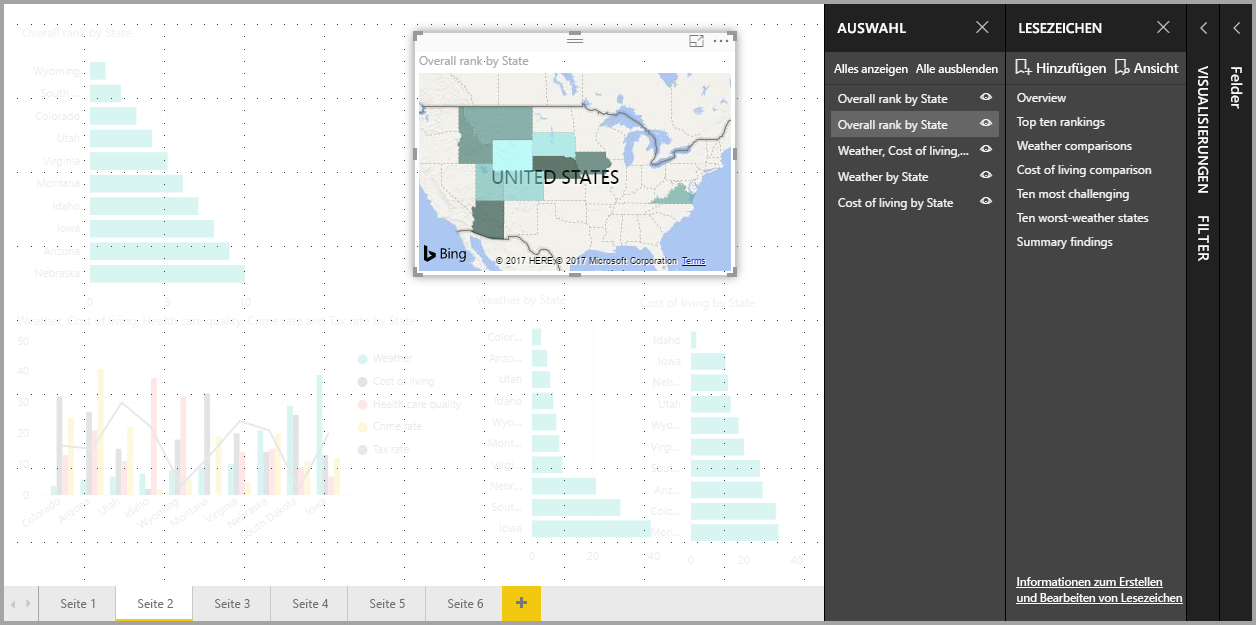 Overall rank by State
Wyoming
South ...
Colorado
Utah
Virginia
Montana
Idaho
Iowa
Arizona
Nebraska
0
5
10
Overall rank by State
UNITED STATES
Bing
© 2017 HERE © 2017 Microsoft Corporation Terms
Weather, Cost of living, Health care quality, Crime rate and Tax rate by State
50
40
30
20
10
0
Colorado
Arizona
Utah
Idaho
Wyoming
Montana
Virginia
Nebraska
South Dakota
Iowa
Weather
Cost of living
Health care quality
Crime rate
Tax rate
Weather by State
Color...
Arizo...
Utah
Idaho
Wyo...
Mont...
Virgi...
Nebr...
Sout...
Iowa
0
20
40
Cost of living by State
Idaho
Iowa
Neb...
Utah
Wyo...
Virgi...
Sout...
Ariz...
Colo...
Mon...
0
20
40
Seite 1
Seite 2
Seite 3
Seite 4
Seite 5
Seite 6
AUSWAHL
Alles anzeigen Alle ausblenden
Overall rank by State
Overall rank by State
Weather, Cost of living,...
Weather by State
Cost of living by State
LESEZEICHEN
Hinzufügen Ansicht
Overview
Top ten rankings
Weather comparisons
Cost of living comparison
Ten most challenging
Ten worst-weather states
Summary findings
Informationen zum Erstellen
und Bearbeiten von Lesezeichen
VISUALISIERUNGEN
FILTER
Felder